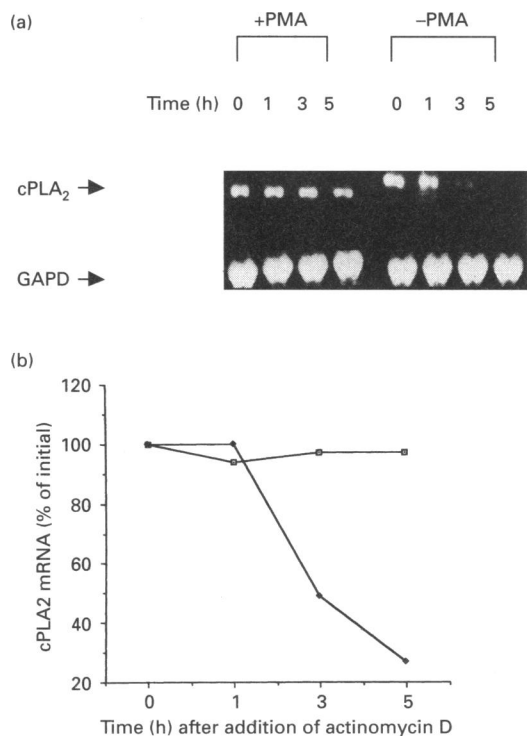 (a)
+PMA –PMA
Time (h) 0 1 3 5 0 1 3 5
cPLA₂
GAPD
(b)
120
100
80
60
40
20
cPLA2 mRNA (% of initial)
0 1 3 5
Time (h) after addition of actinomycin D